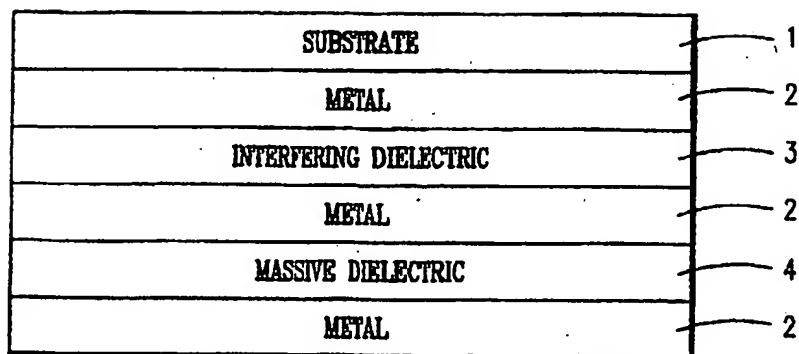 SUBSTRATE 1
METAL 2
INTERFERING DIELECTRIC 3
METAL 2
MASSIVE DIELECTRIC 4
METAL 2